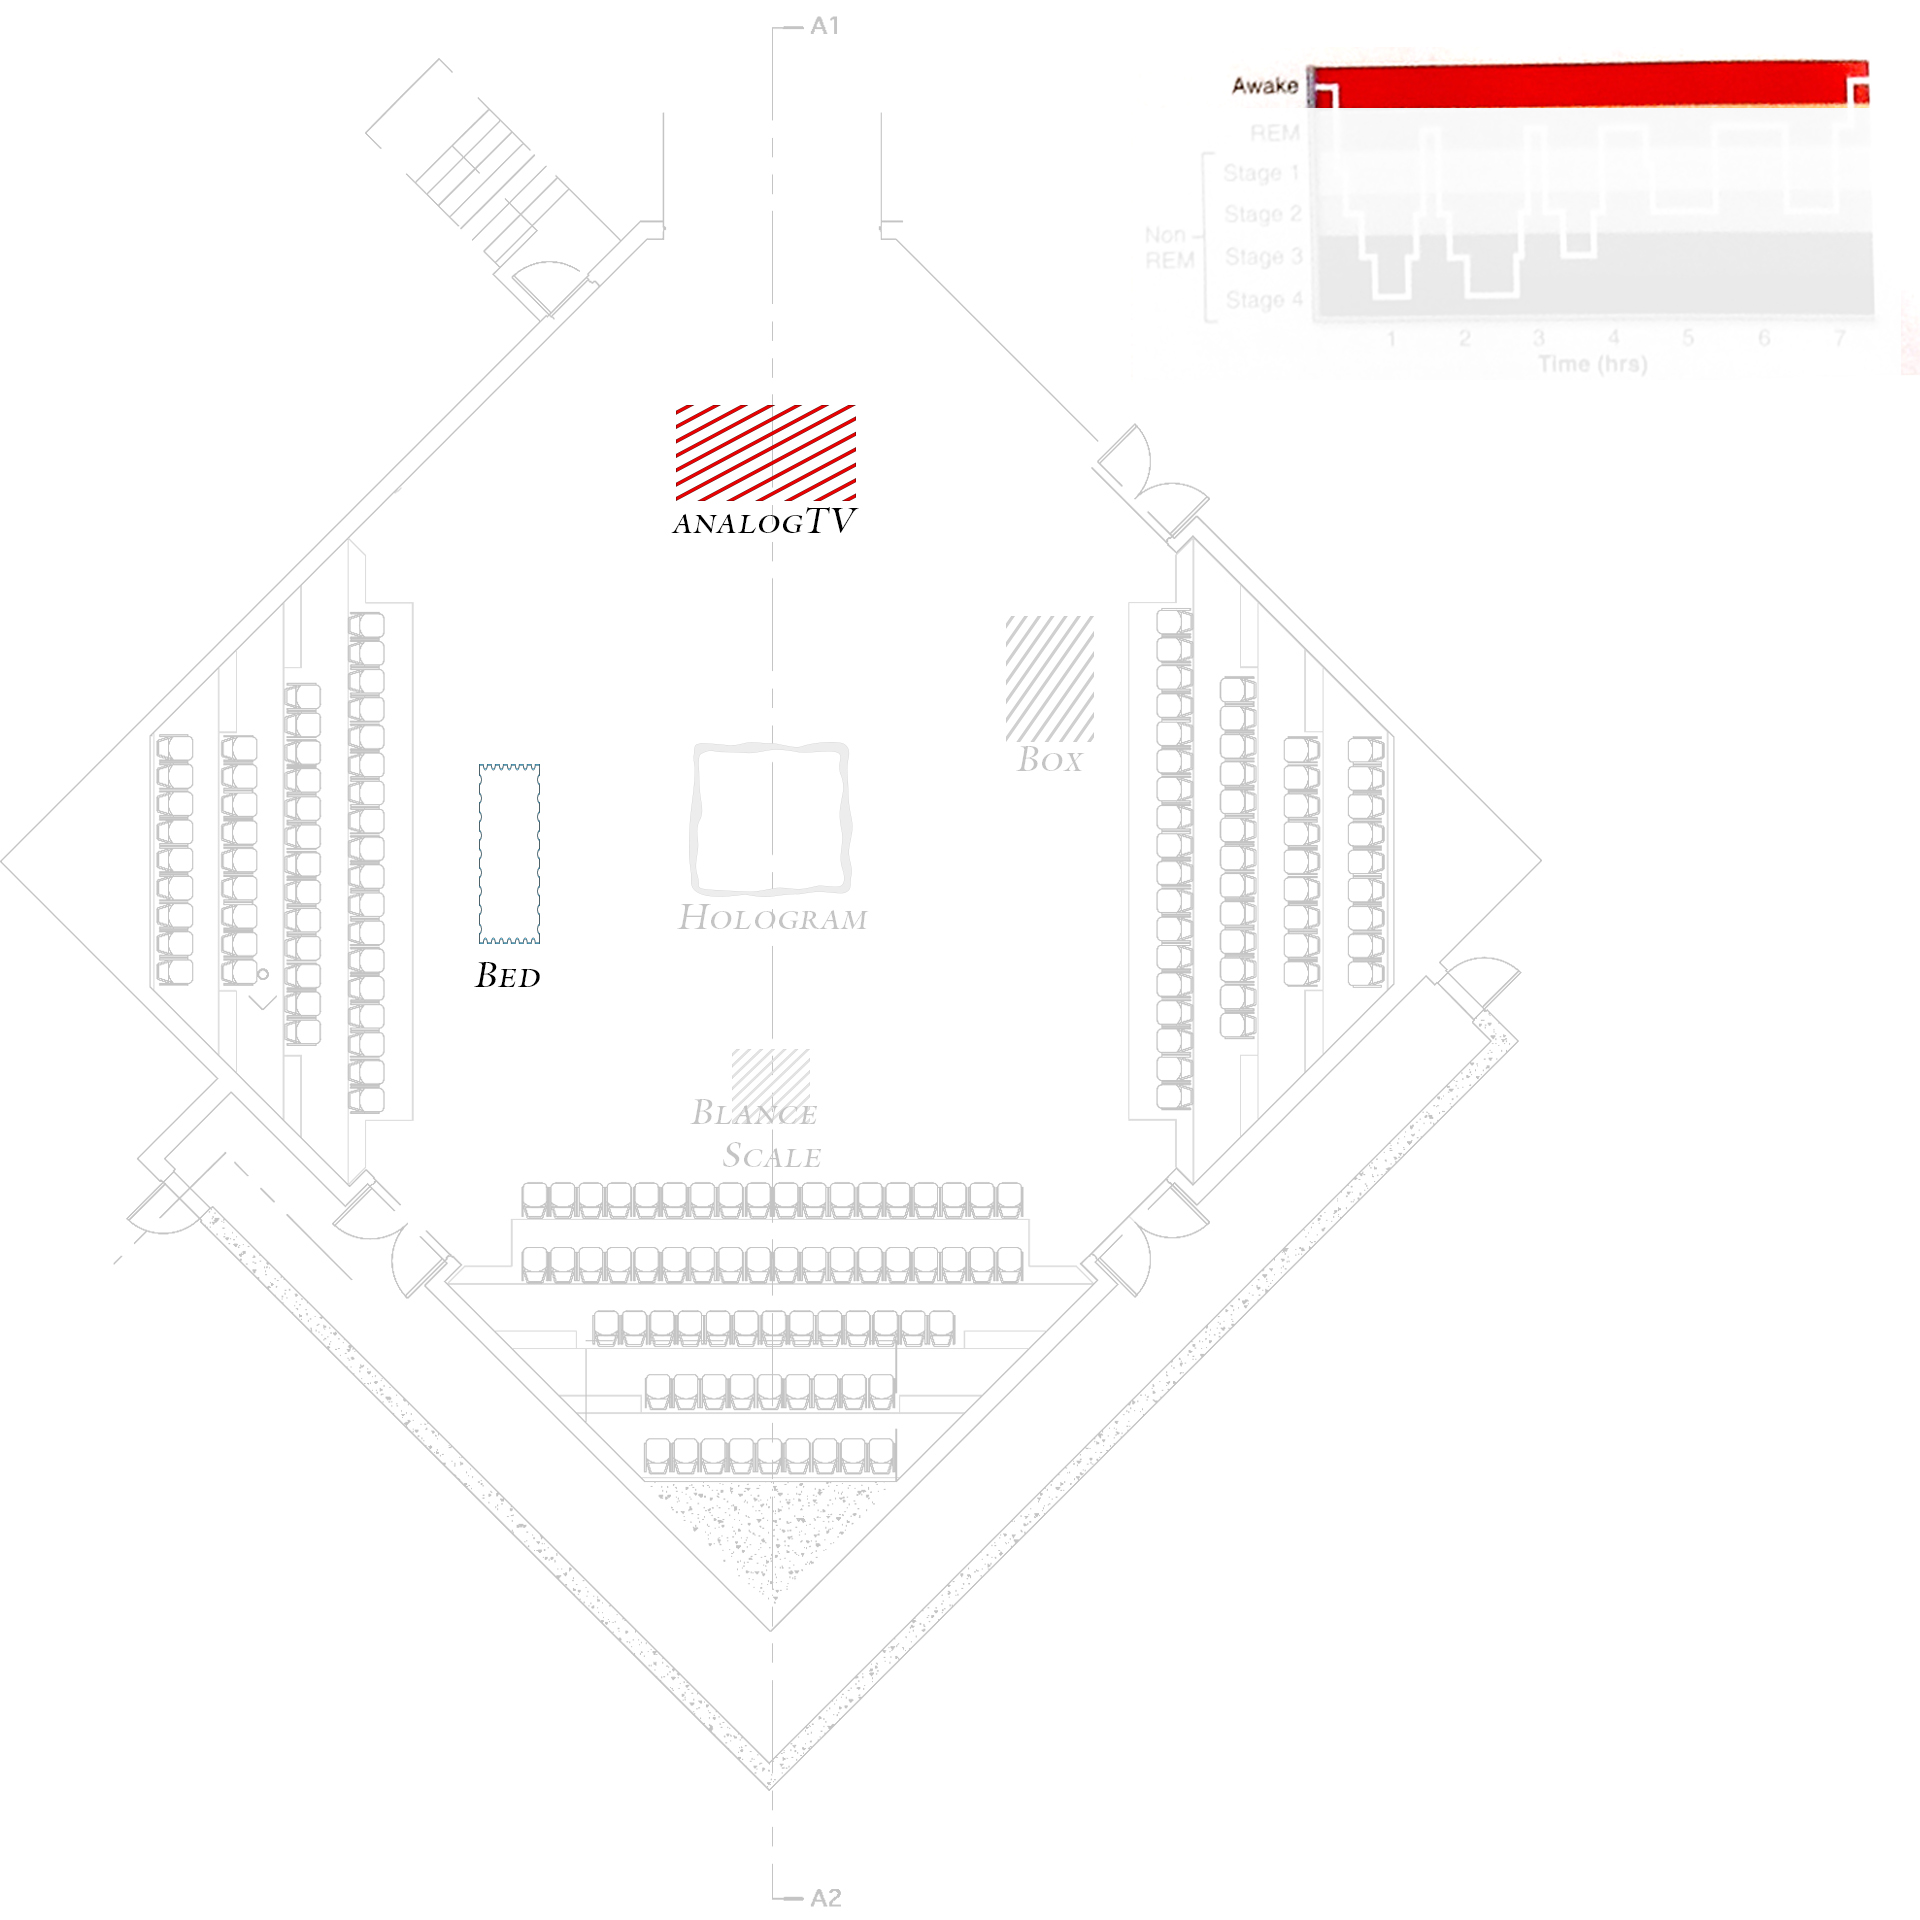 A1
Awake
REM
Stage 1
Stage 2
Non
REM
Stage 3
Stage 4
1 2 3 4 5 6 7
Time (hrs)
ANALOGTV
BOX
HOLOGRAM
BED
BLANCE
SCALE
A2